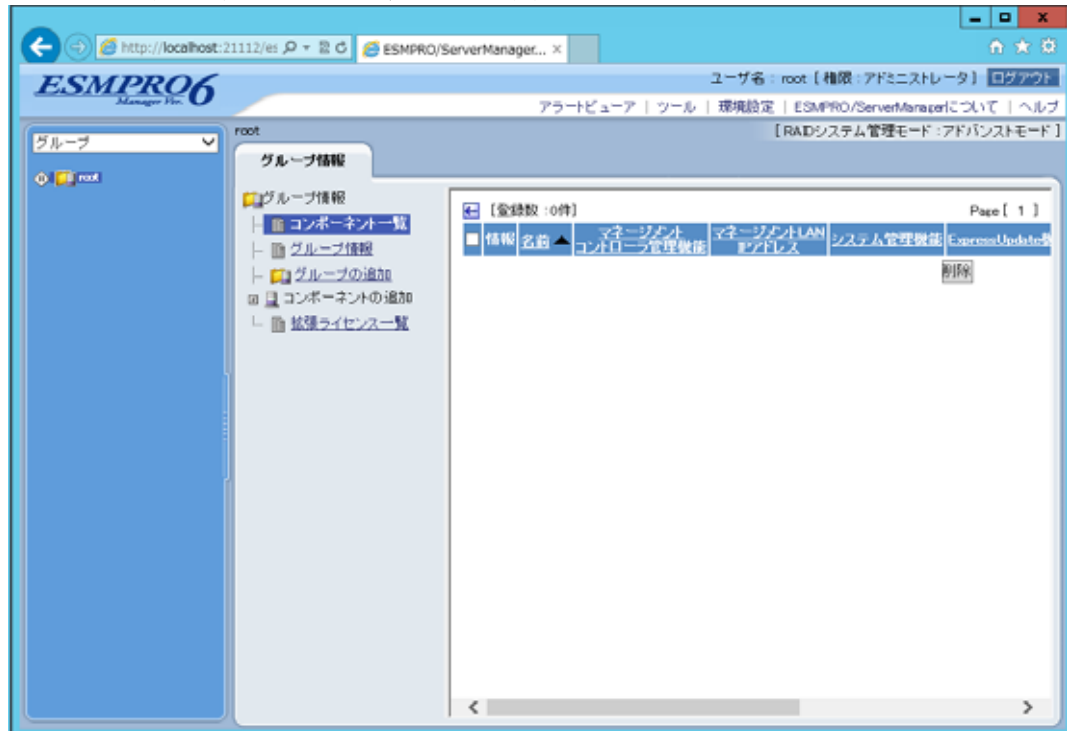 http://localhost:21112/es
ESMPRO/ServerManager... ×
ESMPRO6
Manager Ver.
ユーザ名 : root [ 権限 : アドミニストレータ ] ログアウト
アラートビューア | ツール | 環境設定 | ESMPRO/ServerManagerについて | ヘルプ
グループ
root
root
[ RAIDシステム管理モード : アドバンストモード ]
グループ情報
グループ情報
コンポーネント一覧
グループ情報
グループの追加
コンポーネントの追加
拡張ライセンス一覧
[登録数 : 0件]
Page [ 1 ]
情報 名前 ▲ マネージメントコントローラ管理機能 マネージメントLAN IPアドレス システム管理機能 ExpressUpdate
削除